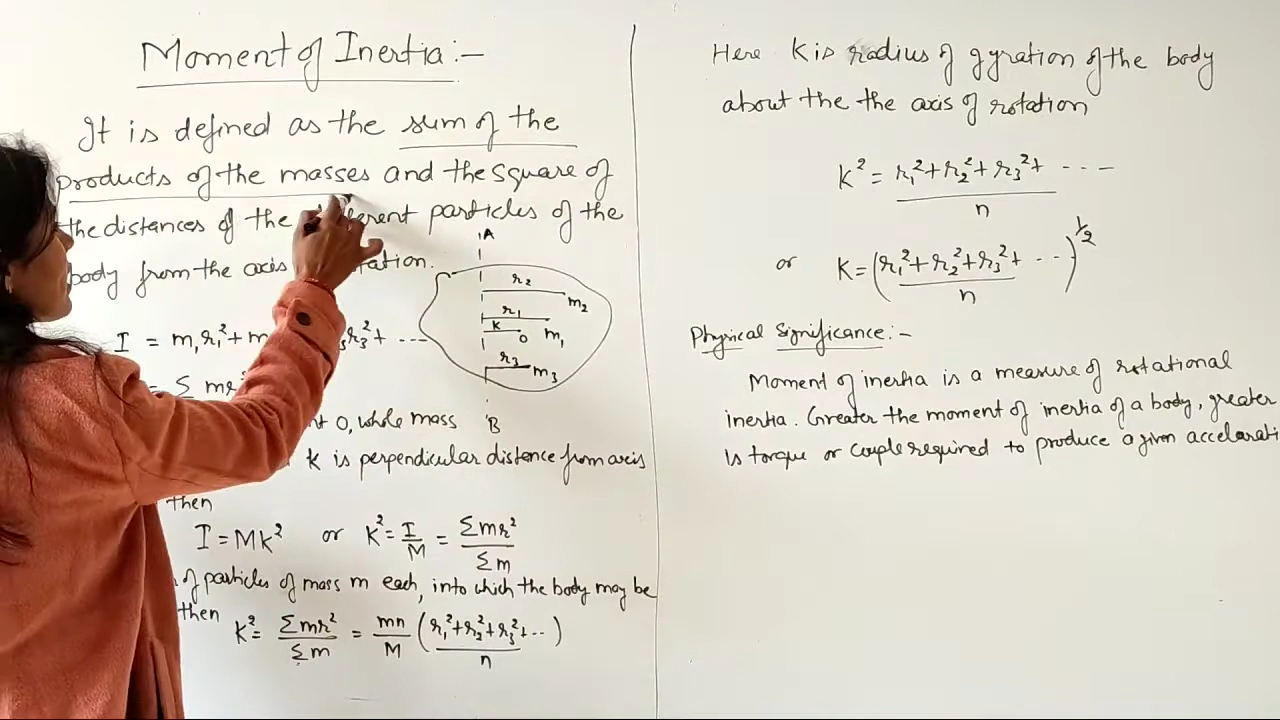 Moment of Inertia :-
It is defined as the sum of the
products of the masses and the square of
the distances of the different particles of the
body from the axis
A
r₂
m₂
r₁
m₁
K
O
r₃
m₃
B
I = m₁r₁²+m r₃²+ ....
= Σ mr²
O, whole mass
K is perpendicular distance from axis
then
I = MK² or K² = I/M = Σmr²/Σm
of particles of mass m each, into which the body may be
then
K² = Σmr²/Σm = mn/M (r₁²+r₂²+r₃²+../n)
Here K is radius of gyration of the body
about the the axis of rotation
K² = r₁²+r₂²+r₃²+ ----/n
or K = (r₁²+r₂²+r₃²+ ../n)^1/2
Physical Significance :-
Moment of inertia is a measure of rotational
inertia. Greater the moment of inertia of a body, greater
is torque or couple required to produce a given accelerati